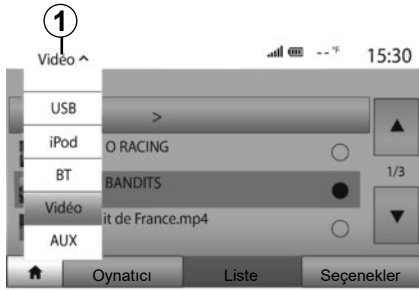 1
Vidéo ^ -- °F 15:30
USB
>
iPod
O RACING
BT
BANDITS
1/3
Vidéo
it de France.mp4
AUX
Oynatıcı Liste Seçenekler